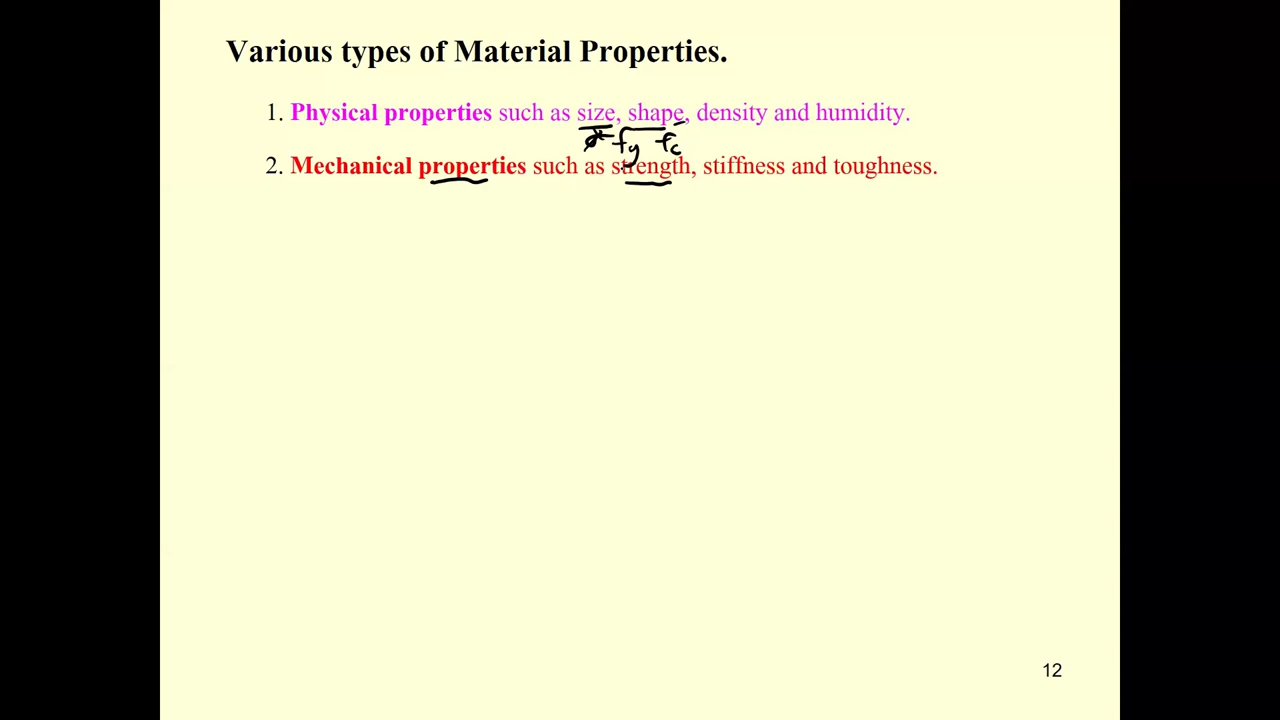 Various types of Material Properties.
1. Physical properties such as size, shape, density and humidity.
fy fc
2. Mechanical properties such as strength, stiffness and toughness.
12